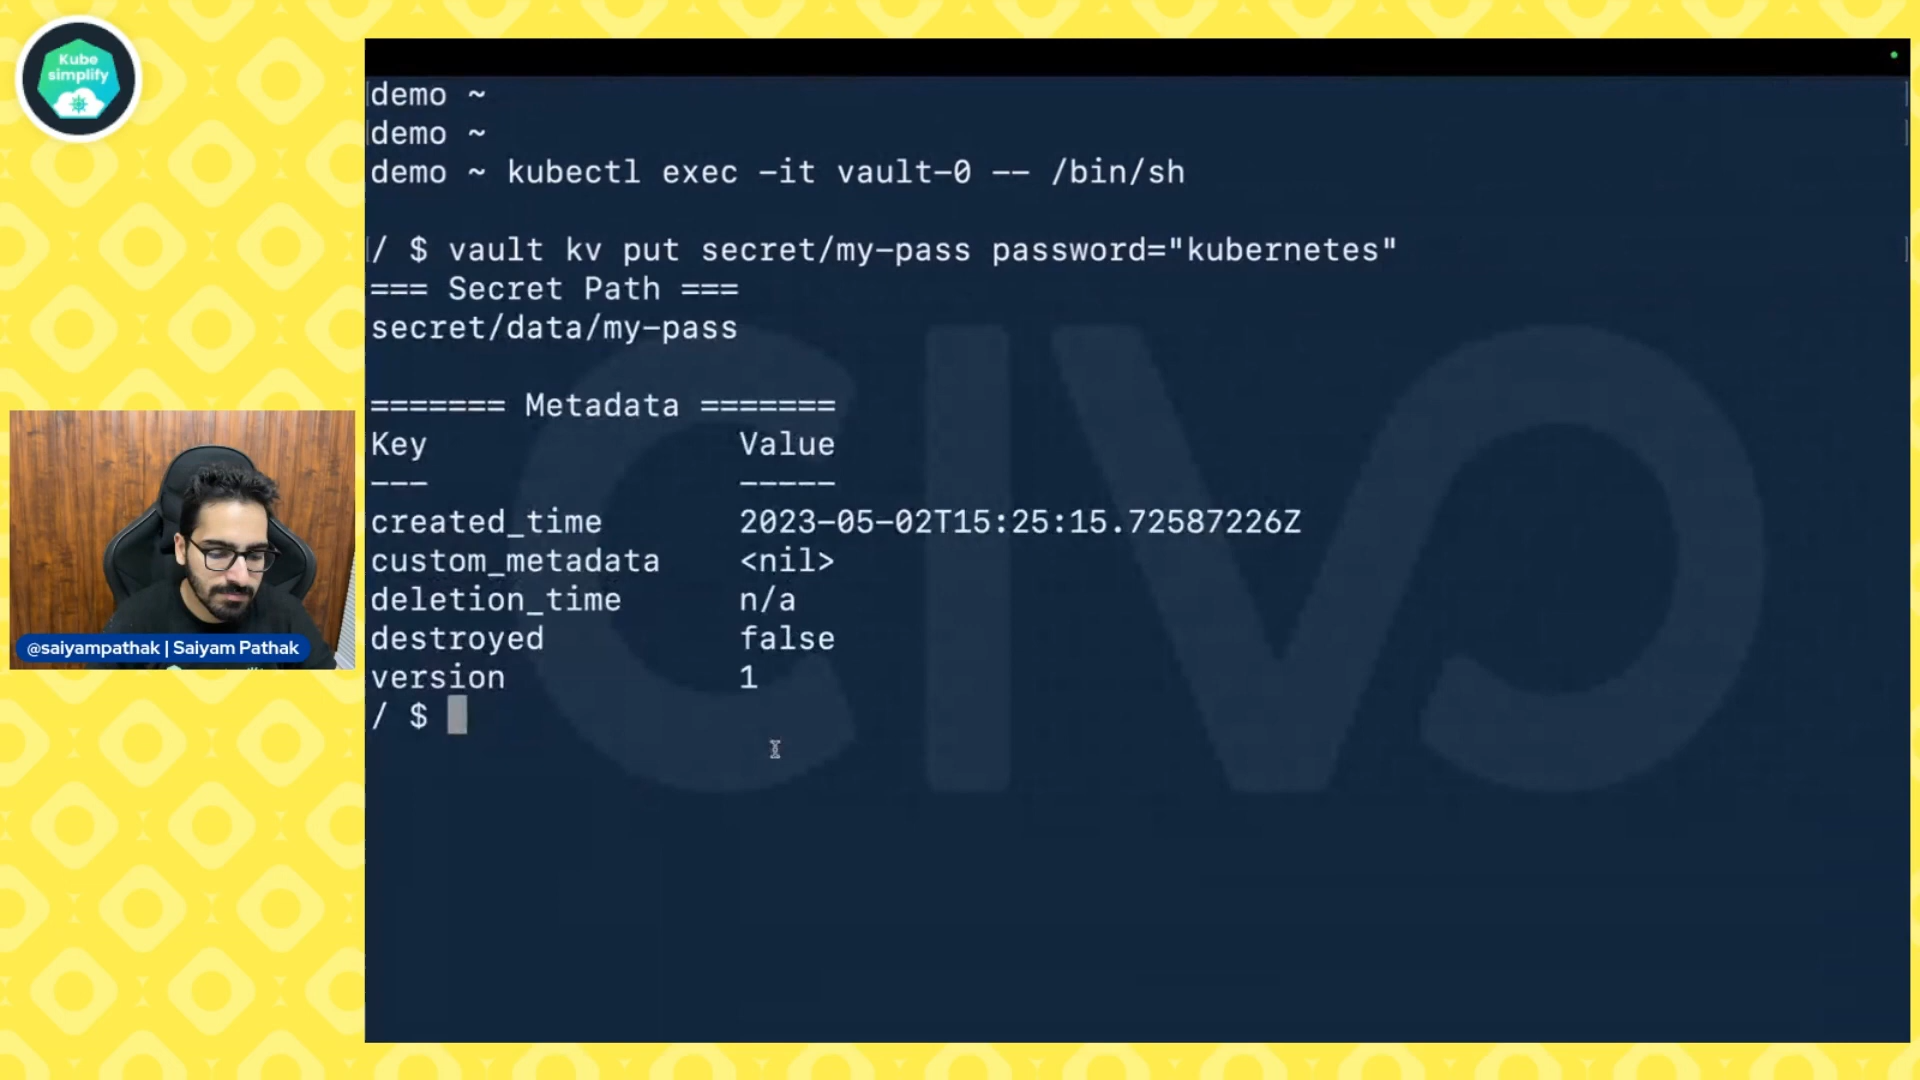 Kube
simplify
demo ~
demo ~
demo ~ kubectl exec -it vault-0 -- /bin/sh
/ $ vault kv put secret/my-pass password="kubernetes"
=== Secret Path ===
secret/data/my-pass
======= Metadata =======
Key Value
--- -----
created_time 2023-05-02T15:25:15.72587226Z
custom_metadata <nil>
deletion_time n/a
destroyed false
version 1
/ $
CIVO
@saiyampathak | Saiyam Pathak